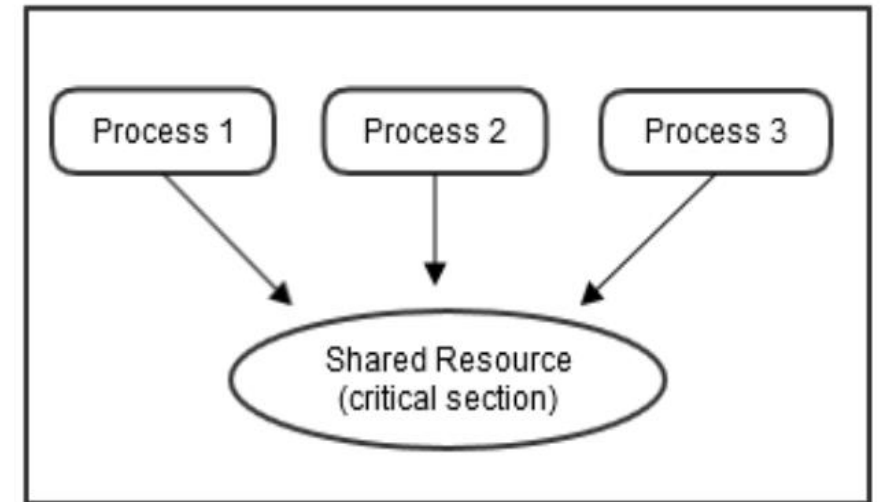 Process 1
Process 2
Process 3
Shared Resource
(critical section)